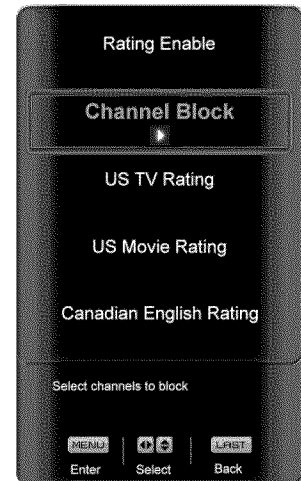 Rating Enable
Channel Block
US TV Rating
US Movie Rating
Canadian English Rating
Select channels to block
MENU LAST
Enter Select Back